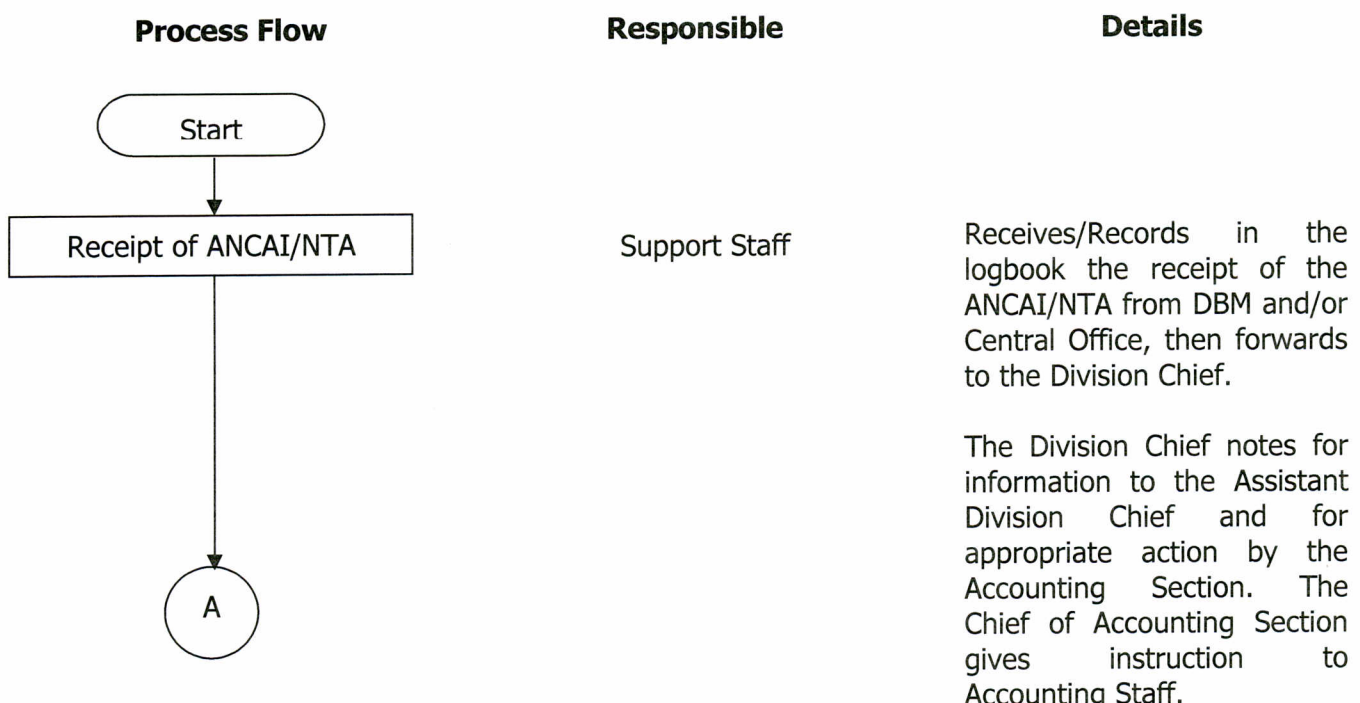 Process Flow
Responsible
Details
Start
Receipt of ANCAI/NTA
Support Staff
Receives/Records in the
logbook the receipt of the
ANCAI/NTA from DBM and/or
Central Office, then forwards
to the Division Chief.
The Division Chief notes for
information to the Assistant
Division Chief and for
appropriate action by the
Accounting Section. The
Chief of Accounting Section
gives instruction to
Accounting Staff.
A